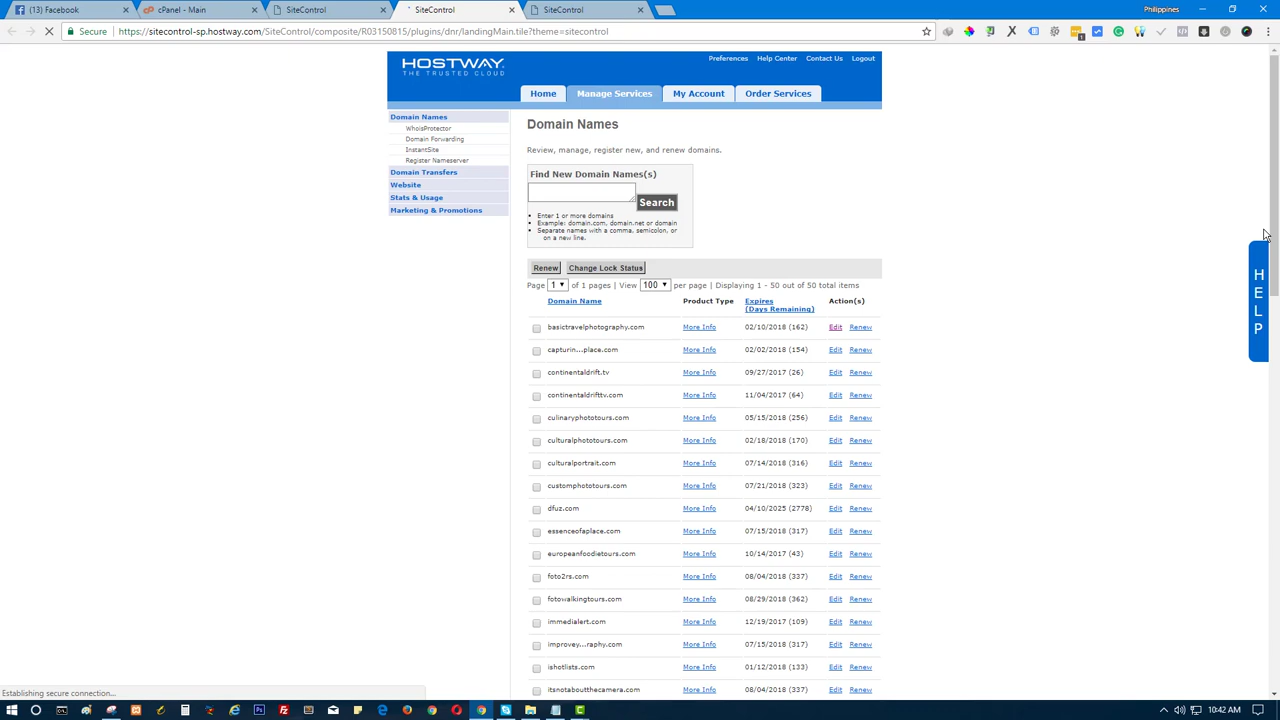 (13) Facebook
cPanel - Main
SiteControl
SiteControl
SiteControl
Philippines
Secure
https://sitecontrol-sp.hostway.com/SiteControl/composite/R03150815/plugins/dnr/landingMain.tile?theme=sitecontrol
HOSTWAY
THE TRUSTED CLOUD
Preferences Help Center Contact Us Logout
Home Manage Services My Account Order Services
Domain Names
WhoisProtector
Domain Forwarding
InstantSite
Register Nameserver
Domain Transfers
Website
Stats & Usage
Marketing & Promotions
Domain Names
Review, manage, register new, and renew domains.
Find New Domain Names(s)
Search
Enter 1 or more domains
Example: domain.com, domain.net or domain
Separate names with a comma, semicolon, or
on a new line.
Renew Change Lock Status
Page 1 of 1 pages | View 100 per page | Displaying 1 - 50 out of 50 total items
Domain Name Product Type Expires Action(s)
(Days Remaining)
basictravelphotography.com More Info 02/10/2018 (162) Edit Renew
capturin...place.com More Info 02/02/2018 (154) Edit Renew
continentaldrift.tv More Info 09/27/2017 (26) Edit Renew
continentaldrifttv.com More Info 11/04/2017 (64) Edit Renew
culinaryphototours.com More Info 05/15/2018 (256) Edit Renew
culturalphototours.com More Info 02/18/2018 (170) Edit Renew
culturalportrait.com More Info 07/14/2018 (316) Edit Renew
customphototours.com More Info 07/21/2018 (323) Edit Renew
dfuz.com More Info 04/10/2025 (2778) Edit Renew
essenceofaplace.com More Info 07/15/2018 (317) Edit Renew
europeanfoodietours.com More Info 10/14/2017 (43) Edit Renew
foto2rs.com More Info 08/04/2018 (337) Edit Renew
fotowalkingtours.com More Info 08/29/2018 (362) Edit Renew
immedialert.com More Info 12/19/2017 (109) Edit Renew
improvey...raphy.com More Info 07/15/2018 (317) Edit Renew
ishotlists.com More Info 01/12/2018 (133) Edit Renew
itsnotaboutthecamera.com More Info 08/04/2018 (337) Edit Renew
HELP
Establishing secure connection...
10:42 AM